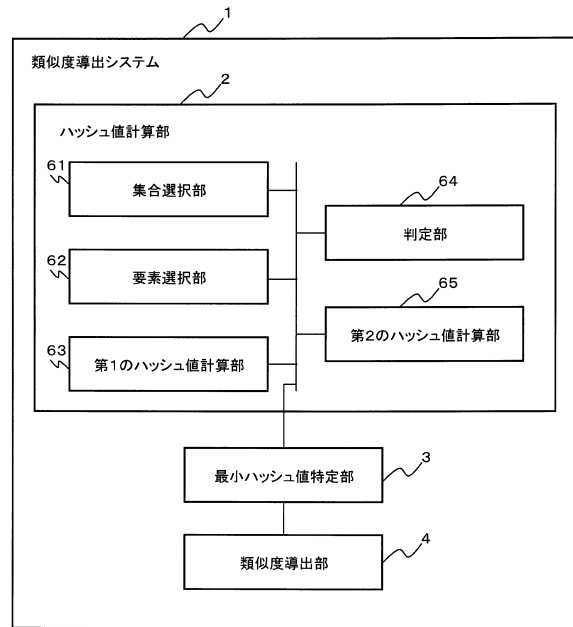 1
類似度導出システム
2
ハッシュ値計算部
61
集合選択部
64
判定部
62
要素選択部
65
第2のハッシュ値計算部
63
第1のハッシュ値計算部
3
最小ハッシュ値特定部
4
類似度導出部